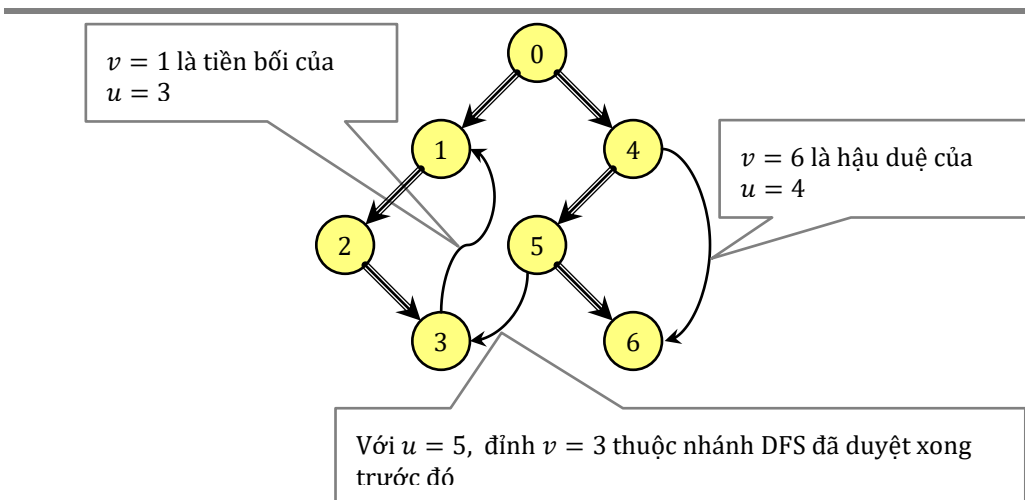 𝑣 = 1 là tiền bối của
𝑢 = 3
0
1
4
𝑣 = 6 là hậu duệ của
𝑢 = 4
2
5
3
6
Với 𝑢 = 5, đỉnh 𝑣 = 3 thuộc nhánh DFS đã duyệt xong
trước đó